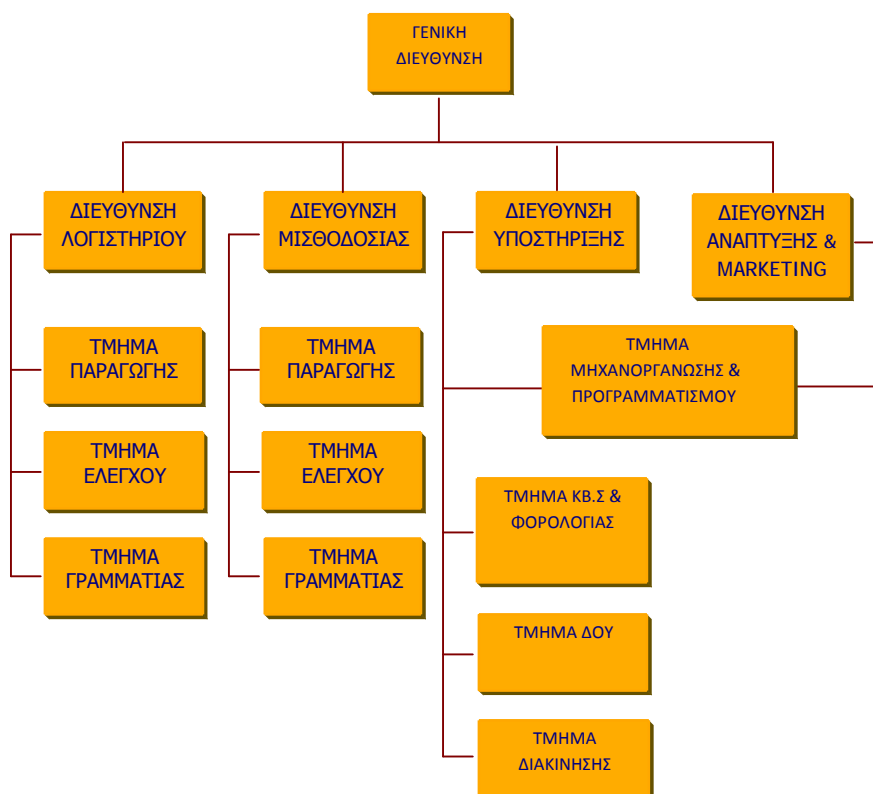 ΓΕΝΙΚΗ
ΔΙΕΥΘΥΝΣΗ
ΔΙΕΥΘΥΝΣΗ
ΛΟΓΙΣΤΗΡΙΟΥ
ΔΙΕΥΘΥΝΣΗ
ΜΙΣΘΟΔΟΣΙΑΣ
ΔΙΕΥΘΥΝΣΗ
ΥΠΟΣΤΗΡΙΞΗΣ
ΔΙΕΥΘΥΝΣΗ
ΑΝΑΠΤΥΞΗΣ &
MARKETING
ΤΜΗΜΑ
ΠΑΡΑΓΩΓΗΣ
ΤΜΗΜΑ
ΠΑΡΑΓΩΓΗΣ
ΤΜΗΜΑ
ΜΗΧΑΝΟΡΓΑΝΩΣΗΣ &
ΠΡΟΓΡΑΜΜΑΤΙΣΜΟΥ
ΤΜΗΜΑ
ΕΛΕΓΧΟΥ
ΤΜΗΜΑ
ΕΛΕΓΧΟΥ
ΤΜΗΜΑ ΚΒ.Σ &
ΦΟΡΟΛΟΓΙΑΣ
ΤΜΗΜΑ
ΓΡΑΜΜΑΤΙΑΣ
ΤΜΗΜΑ
ΓΡΑΜΜΑΤΙΑΣ
ΤΜΗΜΑ ΔΟΥ
ΤΜΗΜΑ
ΔΙΑΚΙΝΗΣΗΣ